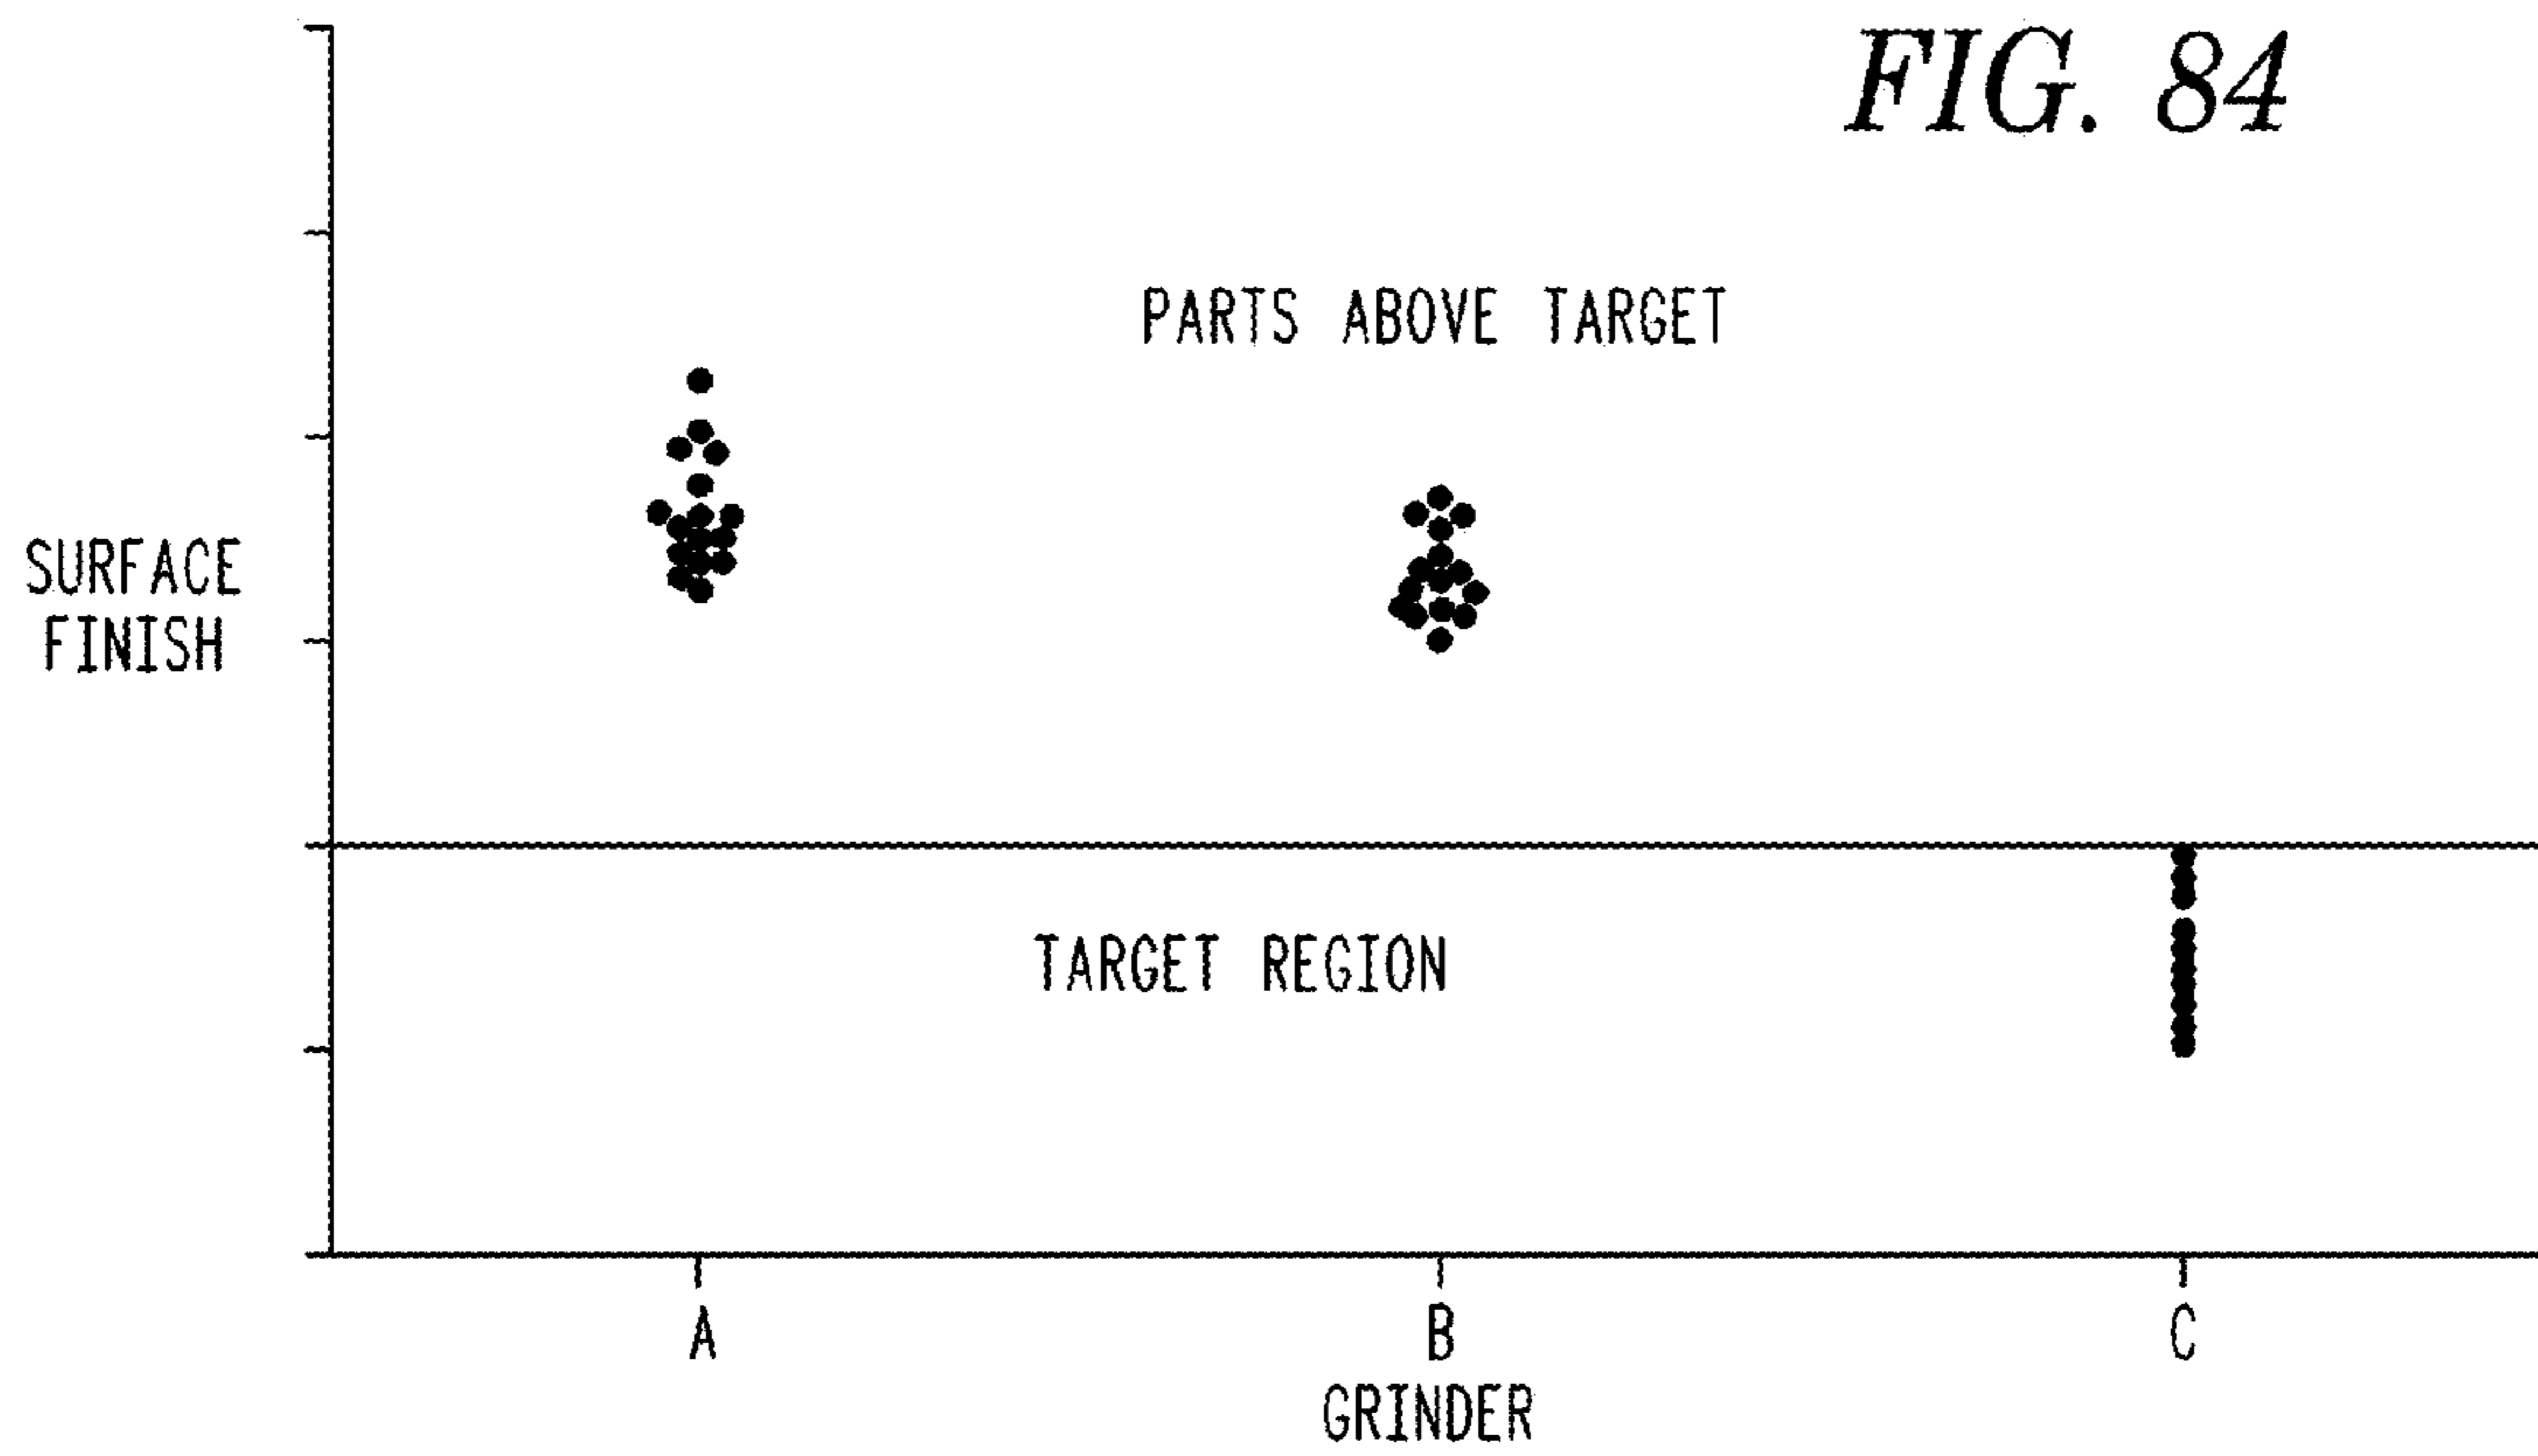 FIG. 84
PARTS ABOVE TARGET
SURFACE
FINISH
TARGET REGION
A
B
C
GRINDER